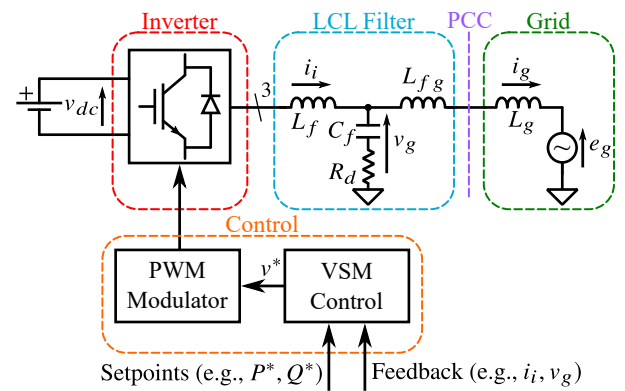 Inverter
LCL Filter
PCC
Grid
+
v_dc
3
i_i
L_f
C_f
R_d
v_g
L_fg
i_g
L_g
~
e_g
Control
PWM
Modulator
v*
VSM
Control
Setpoints (e.g., P*, Q*)
Feedback (e.g., i_i, v_g)